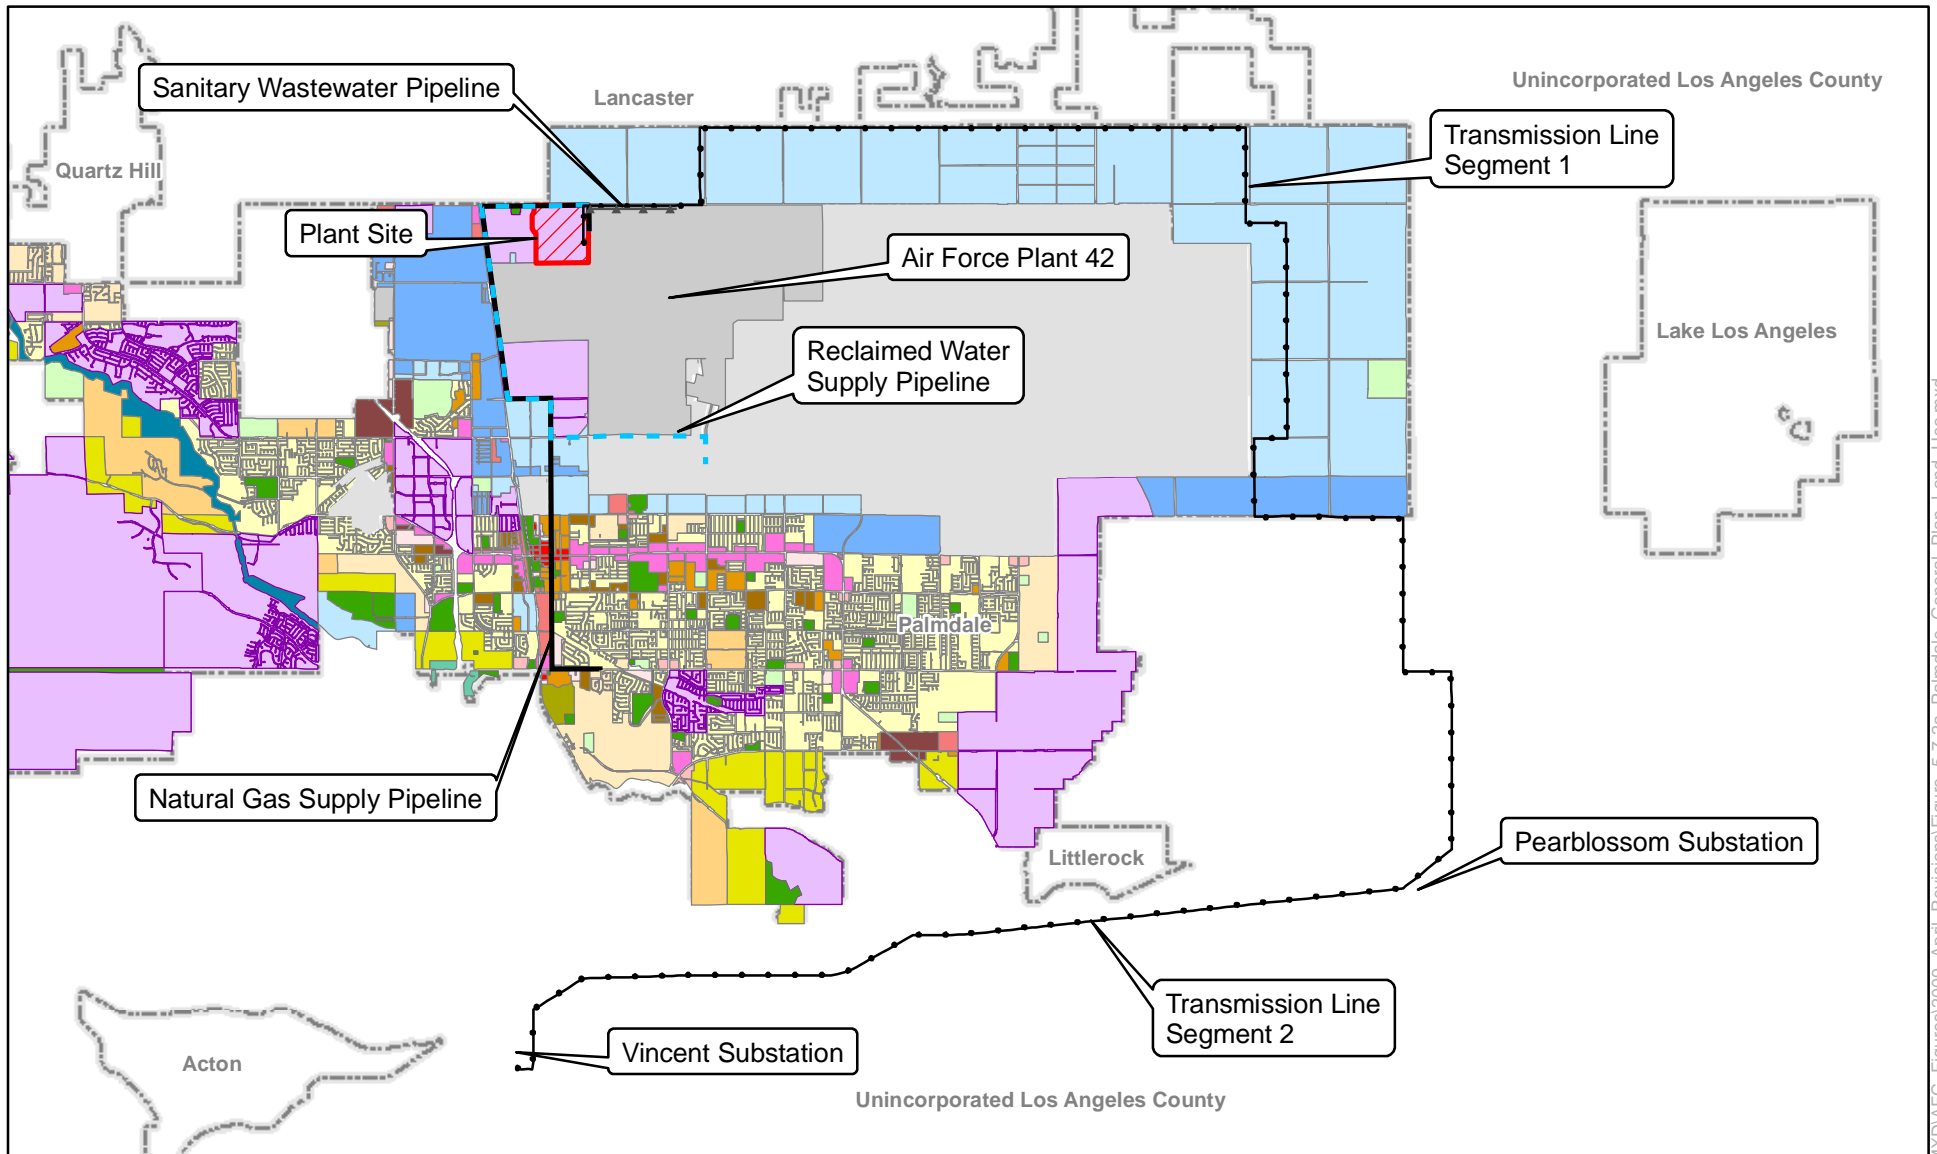 Unincorporated Los Angeles County
Sanitary Wastewater Pipeline
Lancaster
Transmission Line
Segment 1
Quartz Hill
Plant Site
Air Force Plant 42
Lake Los Angeles
Reclaimed Water
Supply Pipeline
Palmdale
Natural Gas Supply Pipeline
Littlerock
Pearblossom Substation
Transmission Line
Segment 2
Vincent Substation
Acton
Unincorporated Los Angeles County